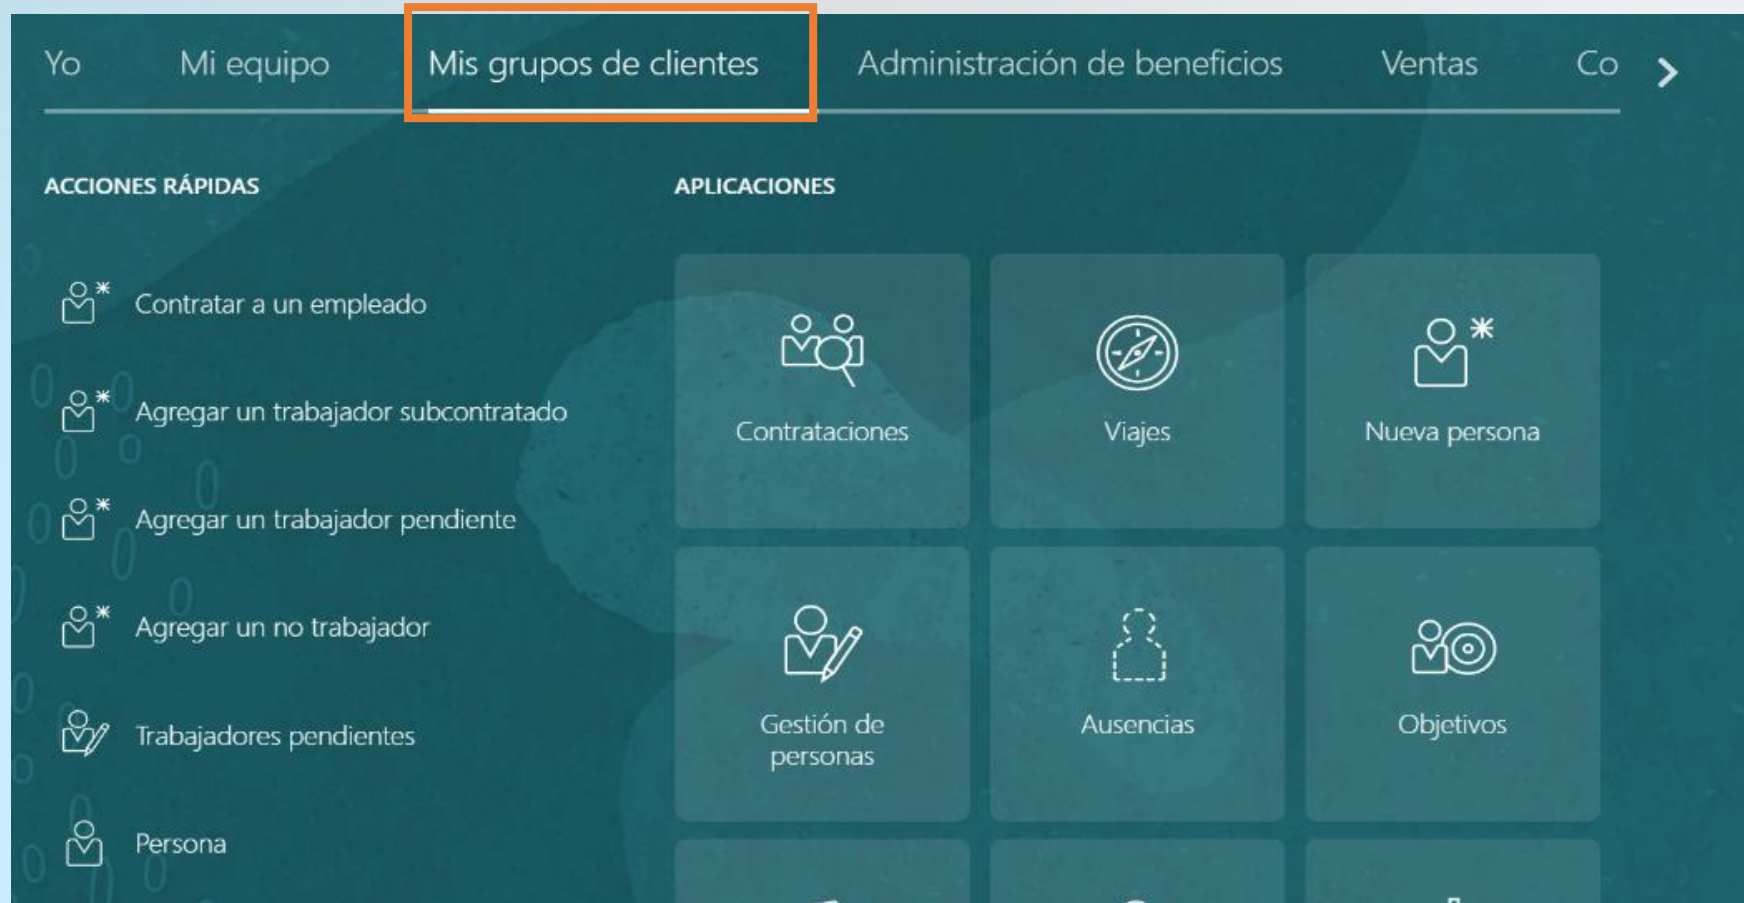 Yo
Mi equipo
Mis grupos de clientes
Administración de beneficios
Ventas
Co
ACCIONES RÁPIDAS
Contratar a un empleado
Agregar un trabajador subcontratado
Agregar un trabajador pendiente
Agregar un no trabajador
Trabajadores pendientes
Persona
APLICACIONES
Contrataciones
Viajes
Nueva persona
Gestión de
personas
Ausencias
Objetivos